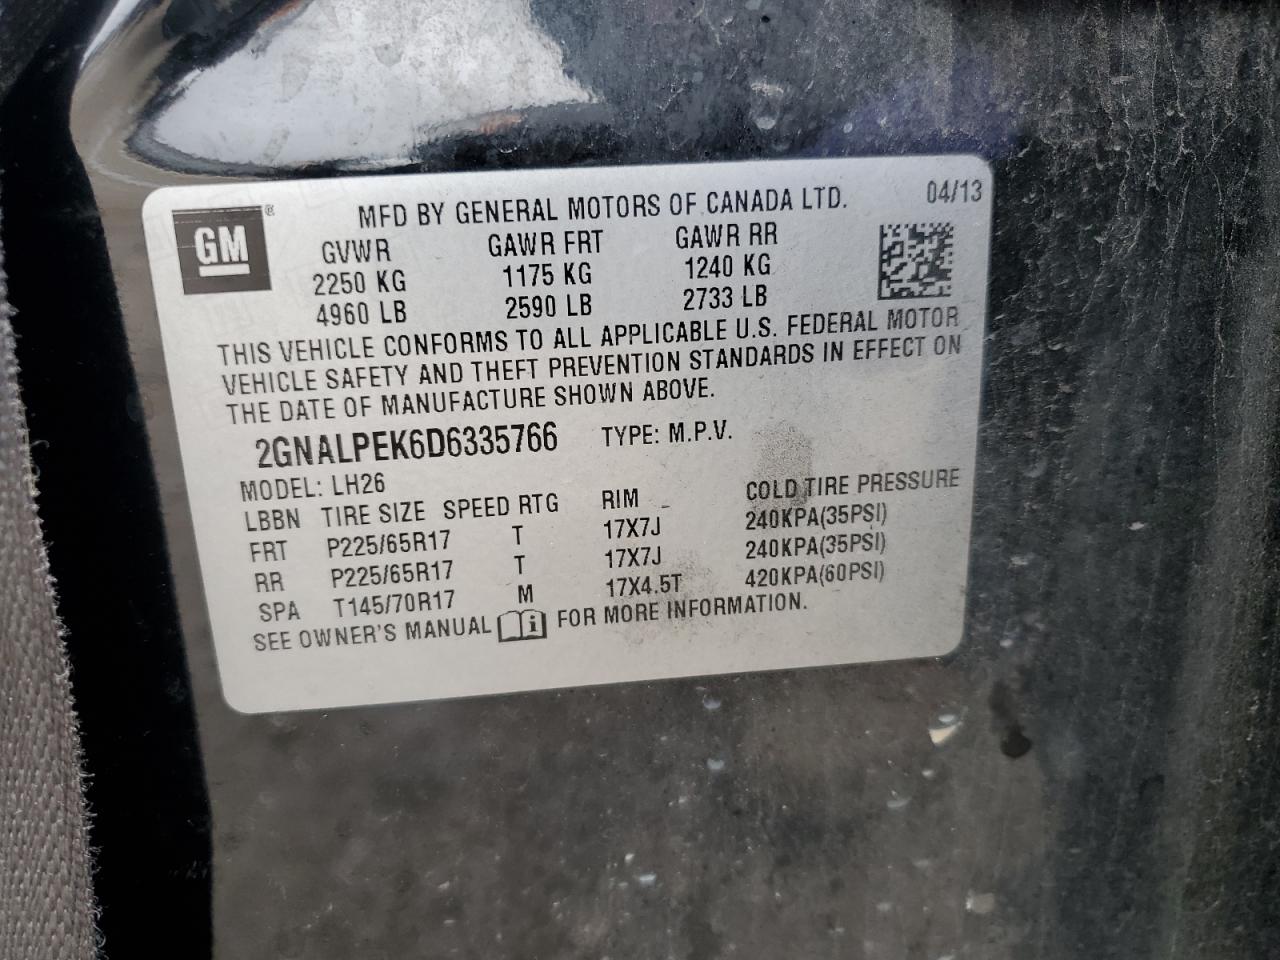 GM ®
MFD BY GENERAL MOTORS OF CANADA LTD. 04/13
GVWR GAWR FRT GAWR RR
2250 KG 1175 KG 1240 KG
4960 LB 2590 LB 2733 LB
THIS VEHICLE CONFORMS TO ALL APPLICABLE U.S. FEDERAL MOTOR
VEHICLE SAFETY AND THEFT PREVENTION STANDARDS IN EFFECT ON
THE DATE OF MANUFACTURE SHOWN ABOVE.
2GNALPEK6D6335766 TYPE: M.P.V.
MODEL: LH26
LBBN TIRE SIZE SPEED RTG RIM COLD TIRE PRESSURE
FRT P225/65R17 T 17X7J 240KPA(35PSI)
RR P225/65R17 T 17X7J 240KPA(35PSI)
SPA T145/70R17 M 17X4.5T 420KPA(60PSI)
SEE OWNER'S MANUAL i FOR MORE INFORMATION.